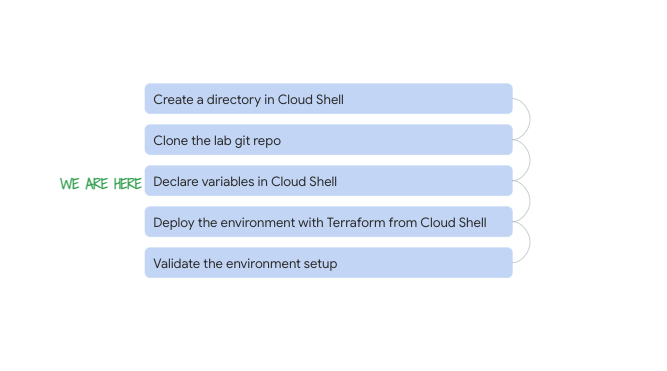 Create a directory in Cloud Shell
Clone the lab git repo
WE ARE HERE
Declare variables in Cloud Shell
Deploy the environment with Terraform from Cloud Shell
Validate the environment setup